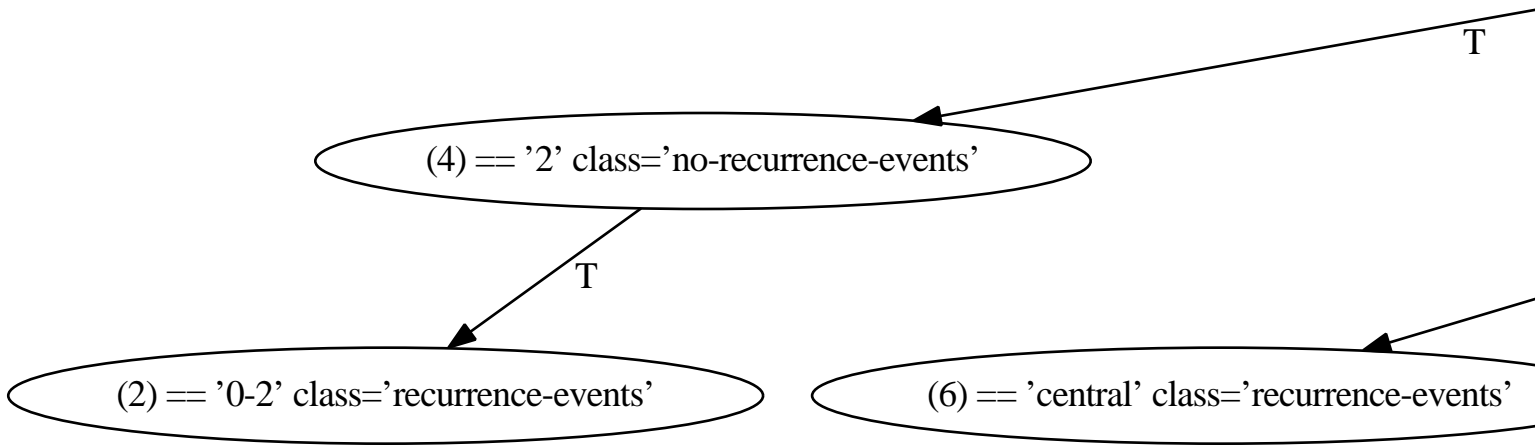 T
(4) == ’2’ class=’no-recurrence-events’
T
(2) == ’0-2’ class=’recurrence-events’
(6) == ’central’ class=’recurrence-events’